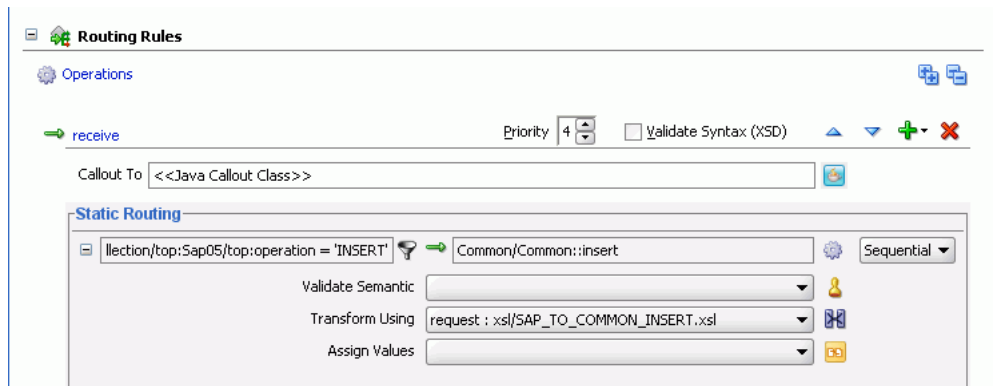 Routing Rules
Operations
receive Priority 4 Validate Syntax (XSD)
Callout To <<Java Callout Class>>
Static Routing
llection/top:Sap05/top:operation = 'INSERT' Common/Common::insert Sequential
Validate Semantic
Transform Using request : xsl/SAP_TO_COMMON_INSERT.xsl
Assign Values